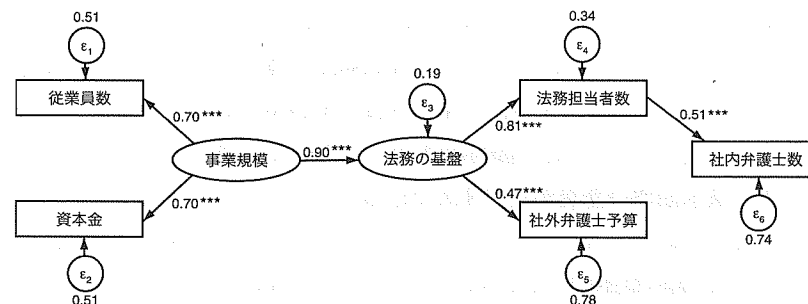 0.51
ε1
従業員数
0.70***
事業規模
0.70***
資本金
ε2
0.51
0.90***
0.19
ε3
法務の基盤
0.34
ε4
法務担当者数
0.81***
0.51***
社内弁護士数
ε6
0.74
0.47***
社外弁護士予算
ε5
0.78